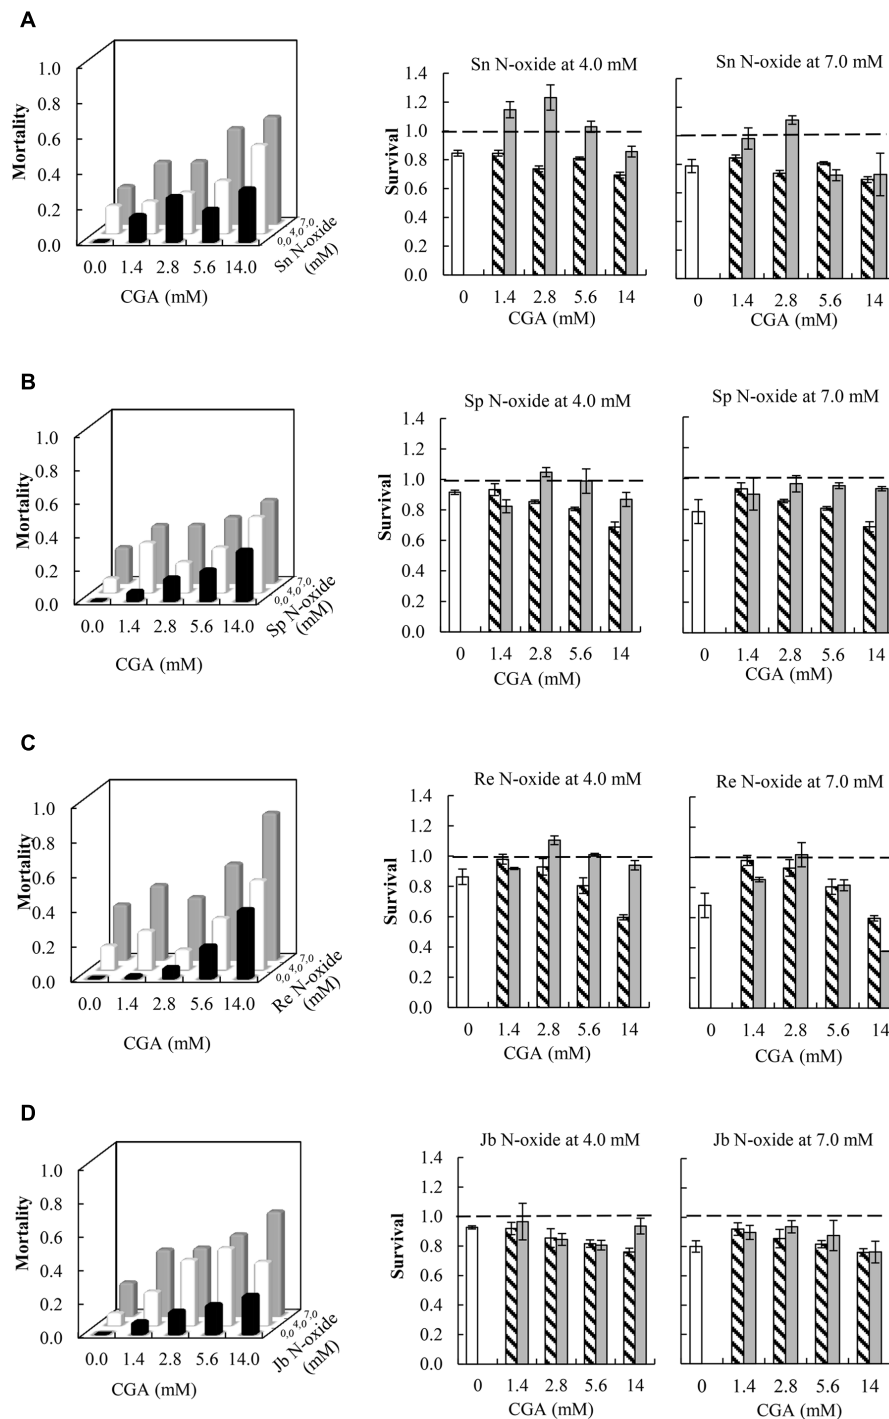 A
Sn N-oxide at 4.0 mM
Sn N-oxide at 7.0 mM
1.0
0.8
0.6
0.4
0.2
0.0
Mortality
0.0 1.4 2.8 5.6 14.0
CGA (mM)
0,0 4,0 7,0
Sn N-oxide
(mM)
1.4
1.2
1.0
0.8
0.6
0.4
0.2
0.0
Survival
0 1.4 2.8 5.6 14
CGA (mM)
0 1.4 2.8 5.6 14
CGA (mM)
B
Sp N-oxide at 4.0 mM
Sp N-oxide at 7.0 mM
1.0
0.8
0.6
0.4
0.2
0.0
Mortality
0.0 1.4 2.8 5.6 14.0
CGA (mM)
0,0 4,0 7,0
Sp N-oxide
(mM)
1.4
1.2
1.0
0.8
0.6
0.4
0.2
0.0
Survival
0 1.4 2.8 5.6 14
CGA (mM)
0 1.4 2.8 5.6 14
CGA (mM)
C
Re N-oxide at 4.0 mM
Re N-oxide at 7.0 mM
1.0
0.8
0.6
0.4
0.2
0.0
Mortality
0.0 1.4 2.8 5.6 14.0
CGA (mM)
0,0 4,0 7,0
Re N-oxide
(mM)
1.4
1.2
1.0
0.8
0.6
0.4
0.2
0.0
Survival
0 1.4 2.8 5.6 14
CGA (mM)
0 1.4 2.8 5.6 14
CGA (mM)
D
Jb N-oxide at 4.0 mM
Jb N-oxide at 7.0 mM
1.0
0.8
0.6
0.4
0.2
0.0
Mortality
0.0 1.4 2.8 5.6 14.0
CGA (mM)
0,0 4,0 7,0
Jb N-oxide
(mM)
1.4
1.2
1.0
0.8
0.6
0.4
0.2
0.0
Survival
0 1.4 2.8 5.6 14
CGA (mM)
0 1.4 2.8 5.6 14
CGA (mM)